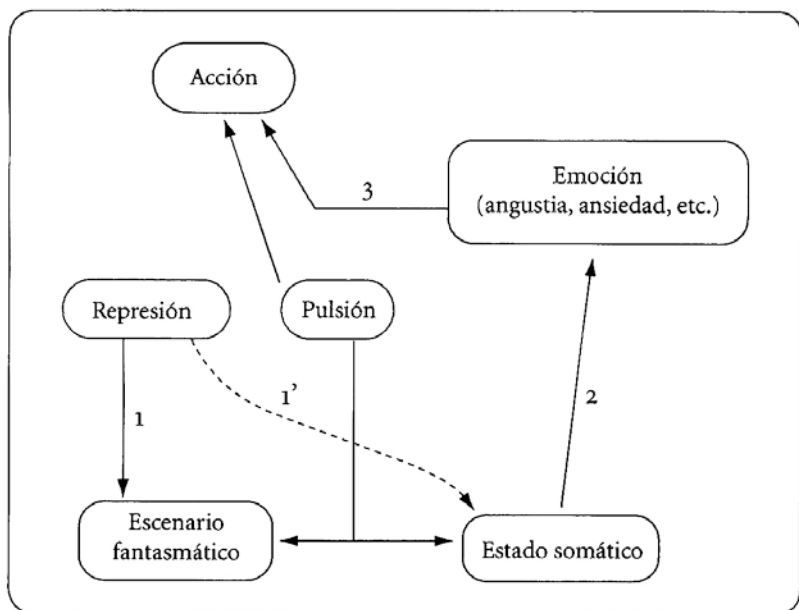 Acción
Emoción
(angustia, ansiedad, etc.)
3
Represión
Pulsión
1
1’
2
Escenario
fantasmático
Estado somático